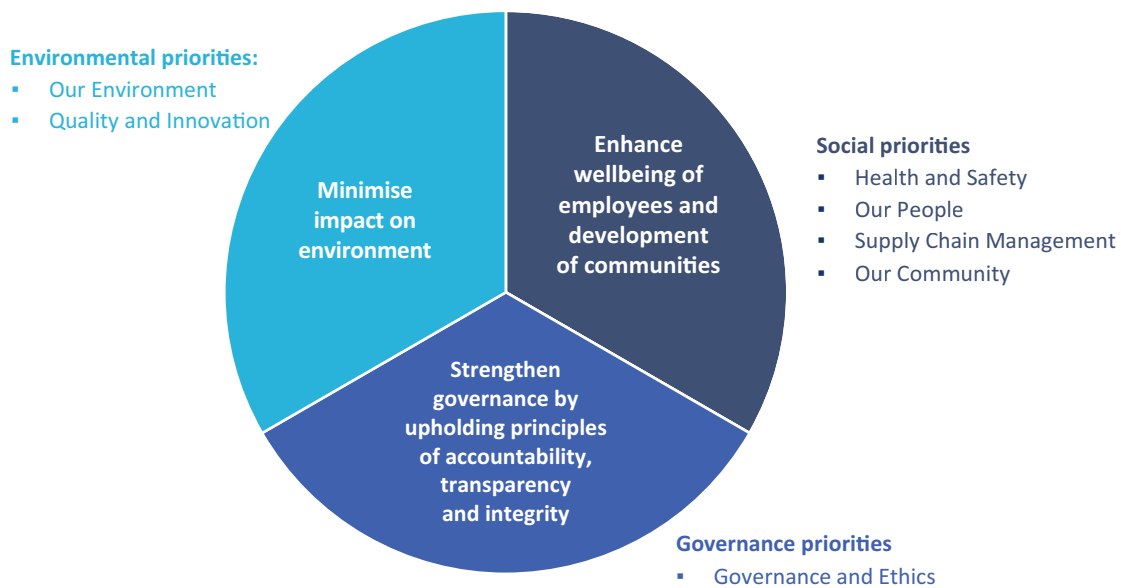 Environmental priorities:
▪ Our Environment
▪ Quality and Innovation
Minimise
impact on
environment
Enhance
wellbeing of
employees and
development
of communities
Social priorities
▪ Health and Safety
▪ Our People
▪ Supply Chain Management
▪ Our Community
Strengthen
governance by
upholding principles
of accountability,
transparency
and integrity
Governance priorities
▪ Governance and Ethics